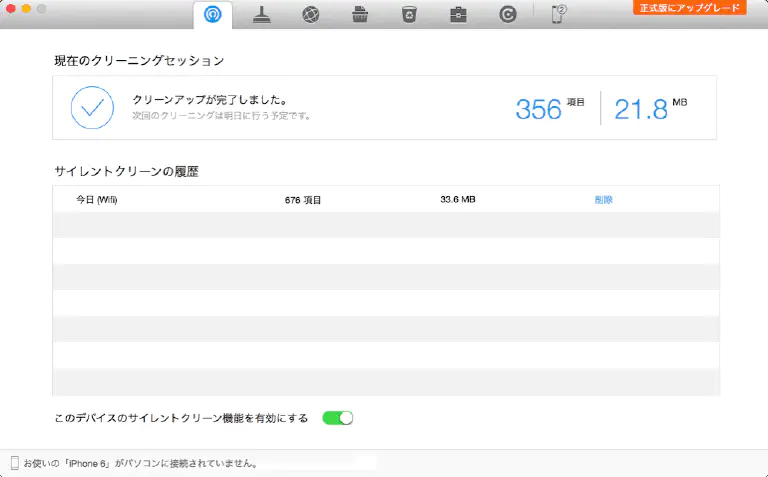 正式版にアップグレード
現在のクリーニングセッション
クリーンアップが完了しました。
次回のクリーニングは明日に行う予定です。
356 項目
21.8 MB
サイレントクリーンの履歴
今日 (Wifi) 676 項目 33.6 MB 削除
このデバイスのサイレントクリーン機能を有効にする
お使いの「iPhone 6」がパソコンに接続されていません。